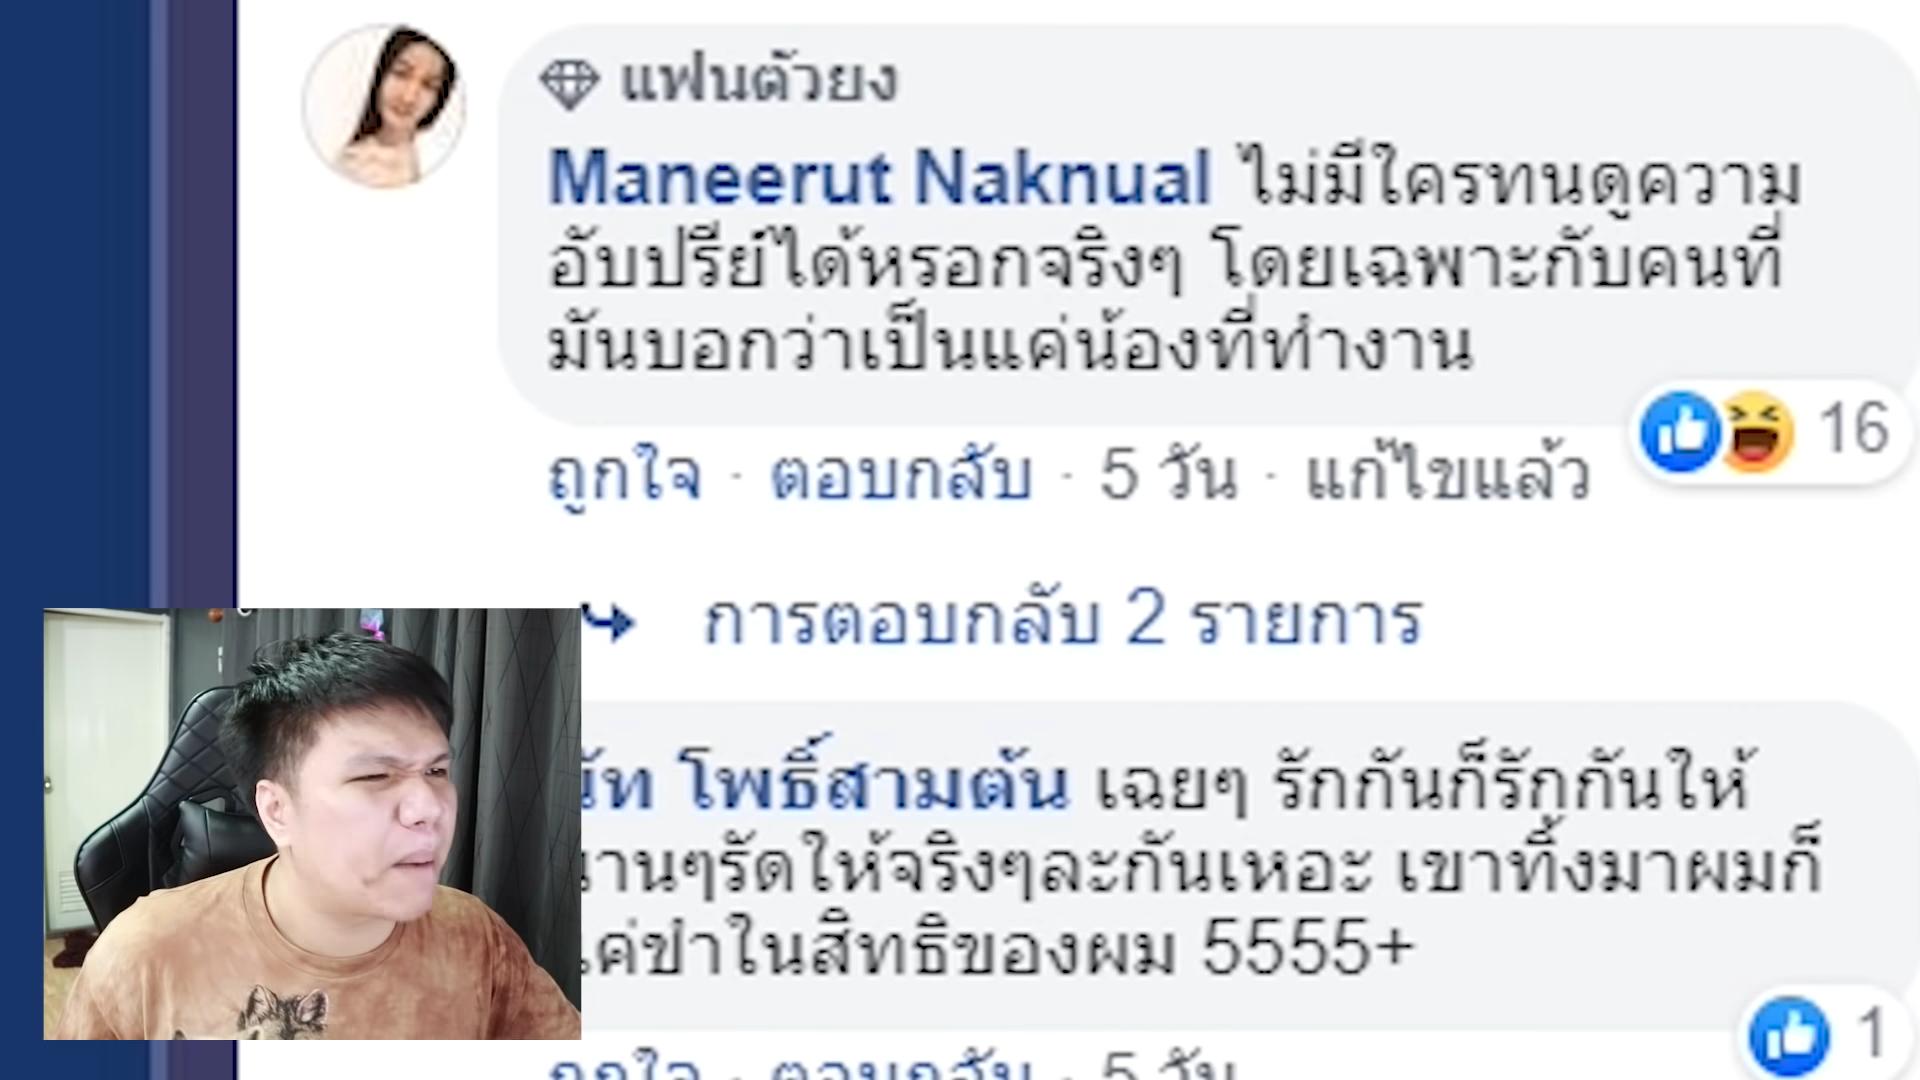 แฟนตัวยง
Maneerut Naknual ไม่มีใครทนดูความ
อับปรีย์ได้หรอกจริงๆ โดยเฉพาะกับคนที่
มันบอกว่าเป็นแค่น้องที่ทำงาน
16
ถูกใจ · ตอบกลับ · 5 วัน · แก้ไขแล้ว
การตอบกลับ 2 รายการ
โพธิ์สามต้น เฉยๆ รักกันก็รักกันให้
รัดให้จริงๆละกันเหอะ เขาทิ้งมาผมก็
ขำในสิทธิของผม 5555+
1
ถูกใจ · ตอบกลับ · 5 วัน